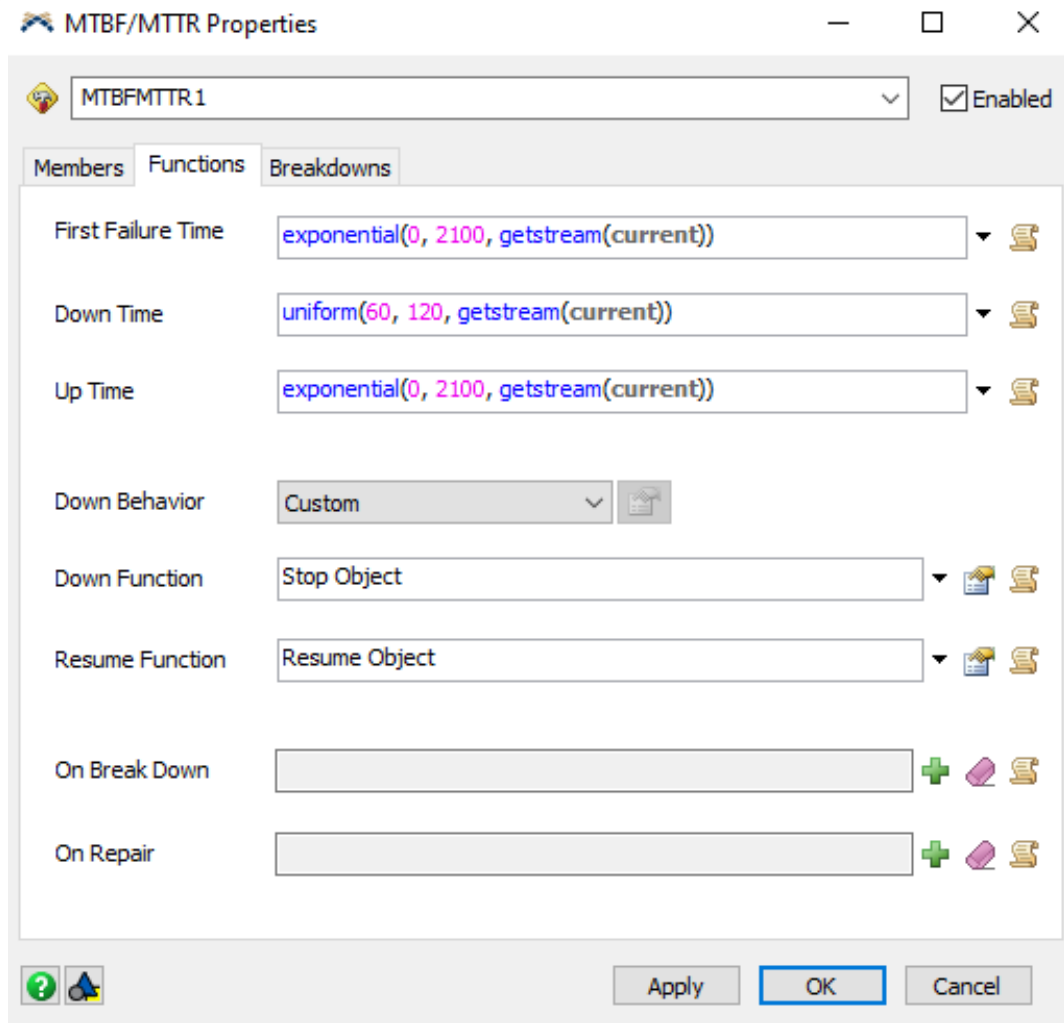 MTBF/MTTR Properties
MTBFMTTR1
Enabled
Members Functions Breakdowns
First Failure Time exponential(0, 2100, getstream(current))
Down Time uniform(60, 120, getstream(current))
Up Time exponential(0, 2100, getstream(current))
Down Behavior Custom
Down Function Stop Object
Resume Function Resume Object
On Break Down
On Repair
Apply OK Cancel